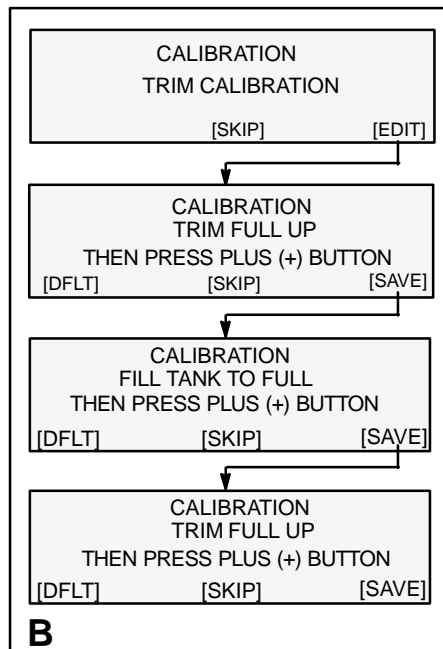 CALIBRATION
TRIM CALIBRATION
[SKIP] [EDIT]
CALIBRATION
TRIM FULL UP
THEN PRESS PLUS (+) BUTTON
[DFLT] [SKIP] [SAVE]
CALIBRATION
FILL TANK TO FULL
THEN PRESS PLUS (+) BUTTON
[DFLT] [SKIP] [SAVE]
CALIBRATION
TRIM FULL UP
THEN PRESS PLUS (+) BUTTON
[DFLT] [SKIP] [SAVE]
B